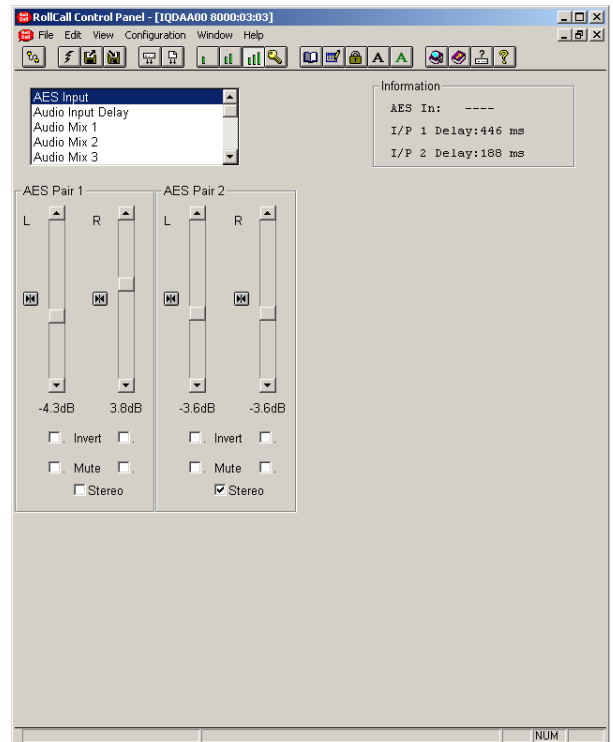 RollCall Control Panel - [IQDAA00 8000:03:03]
File Edit View Configuration Window Help
A A ?
AES Input
Audio Input Delay
Audio Mix 1
Audio Mix 2
Audio Mix 3
Information
AES In: ----
I/P 1 Delay:446 ms
I/P 2 Delay:188 ms
AES Pair 1
L R
-4.3dB 3.8dB
. Invert .
. Mute .
Stereo
AES Pair 2
L R
-3.6dB -3.6dB
. Invert .
. Mute .
Stereo
NUM